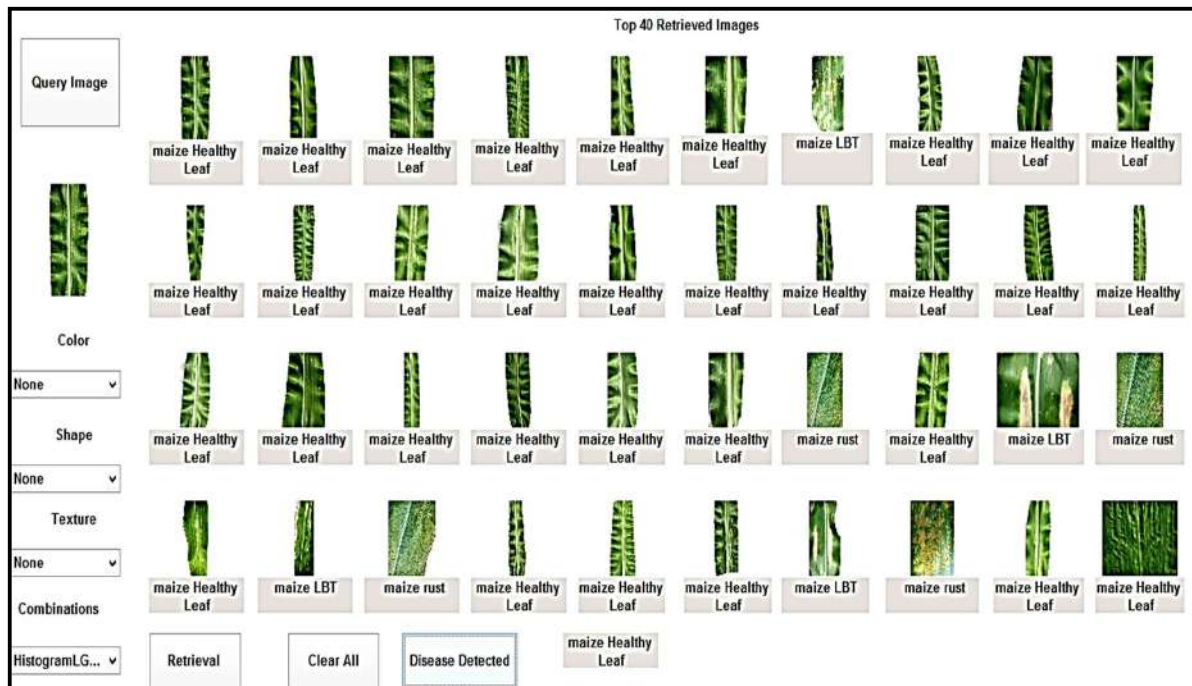 Top 40 Retrieved Images
Query Image
maize Healthy Leaf
maize Healthy Leaf
maize Healthy Leaf
maize Healthy Leaf
maize Healthy Leaf
maize Healthy Leaf
maize LBT
maize Healthy Leaf
maize Healthy Leaf
maize Healthy Leaf
maize Healthy Leaf
maize Healthy Leaf
maize Healthy Leaf
maize Healthy Leaf
maize Healthy Leaf
maize Healthy Leaf
maize Healthy Leaf
maize Healthy Leaf
maize Healthy Leaf
maize Healthy Leaf
Color
None
maize Healthy Leaf
maize Healthy Leaf
maize Healthy Leaf
maize Healthy Leaf
maize Healthy Leaf
maize Healthy Leaf
maize rust
maize Healthy Leaf
maize LBT
maize rust
Shape
None
Texture
None
maize Healthy Leaf
maize LBT
maize rust
maize Healthy Leaf
maize Healthy Leaf
maize Healthy Leaf
maize LBT
maize rust
maize Healthy Leaf
maize Healthy Leaf
Combinations
HistogramLG...
Retrieval
Clear All
Disease Detected
maize Healthy Leaf